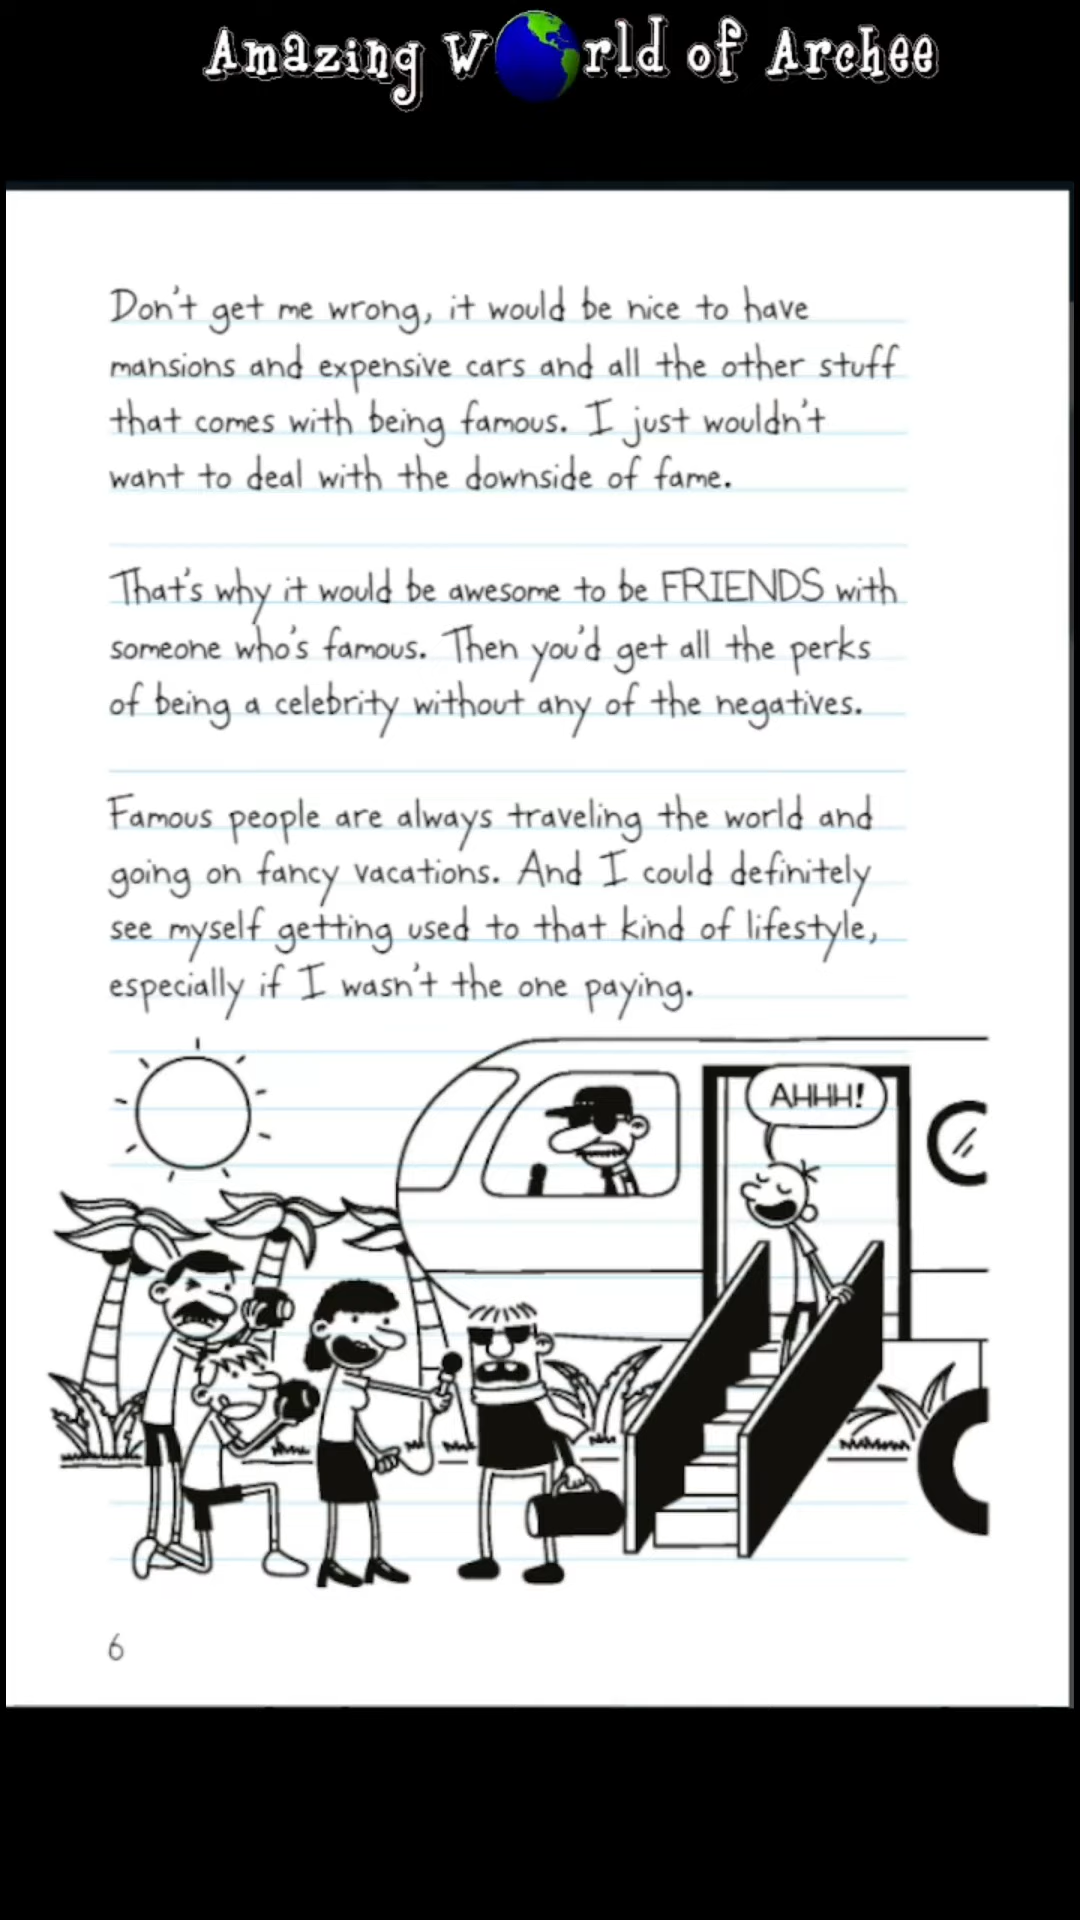 Amazing World of Archee
Don't get me wrong, it would be nice to have
mansions and expensive cars and all the other stuff
that comes with being famous. I just wouldn't
want to deal with the downside of fame.
That's why it would be awesome to be FRIENDS with
someone who's famous. Then you'd get all the perks
of being a celebrity without any of the negatives.
Famous people are always traveling the world and
going on fancy vacations. And I could definitely
see myself getting used to that kind of lifestyle,
especially if I wasn't the one paying.
AHHH!
6